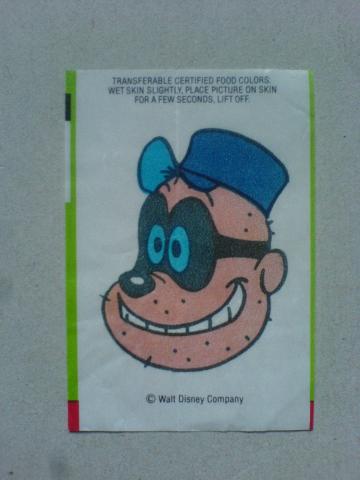 TRANSFERABLE CERTIFIED FOOD COLORS.
WET SKIN SLIGHTLY, PLACE PICTURE ON SKIN
FOR A FEW SECONDS, LIFT OFF.
© Walt Disney Company